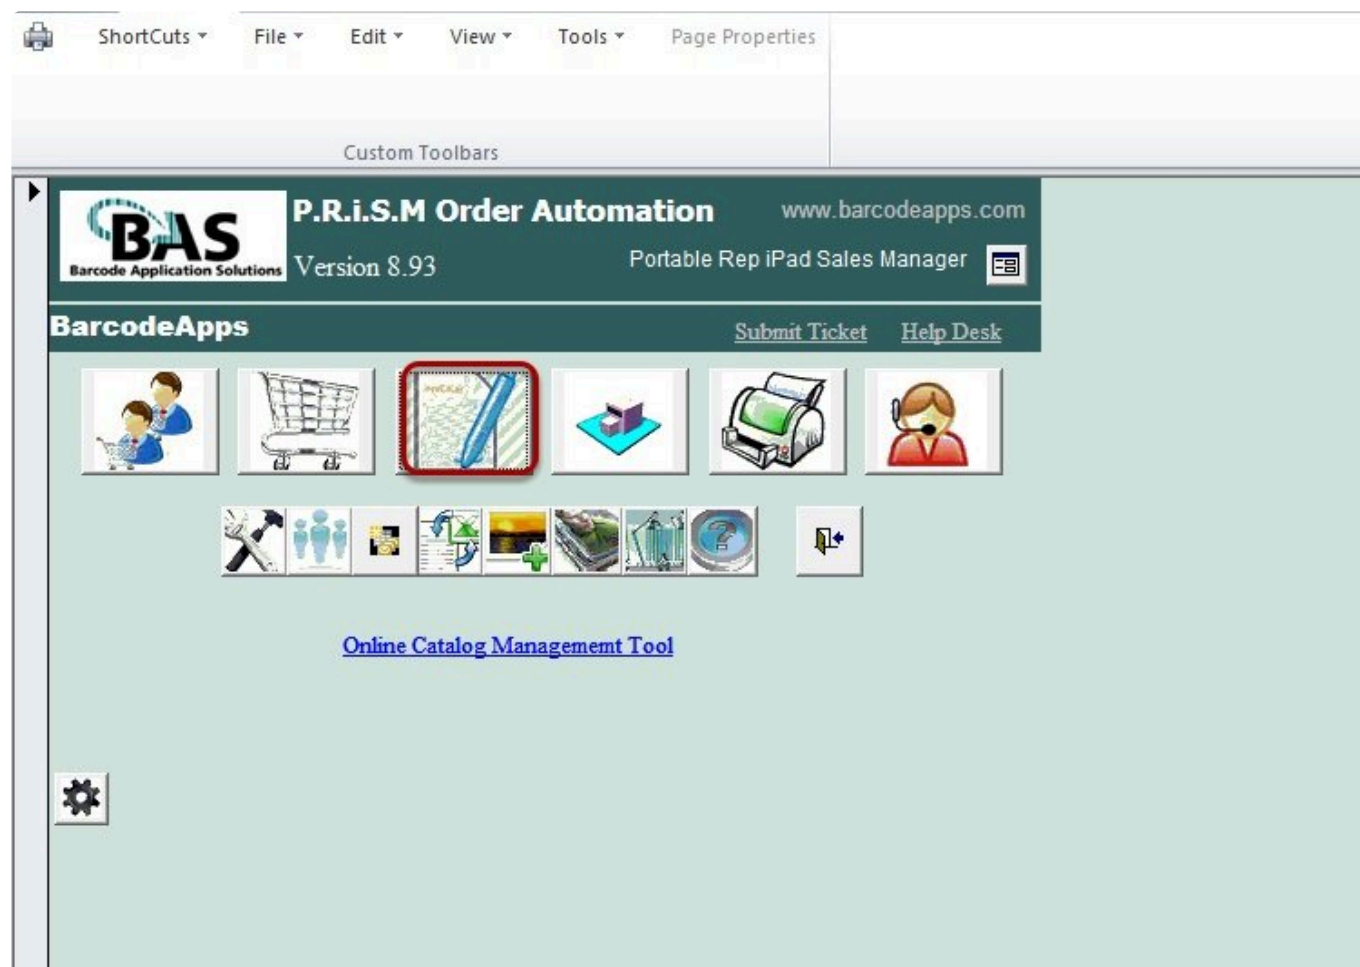 ShortCuts File Edit View Tools Page Properties
Custom Toolbars
BAS
Barcode Application Solutions
P.R.i.S.M Order Automation www.barcodeapps.com
Version 8.93 Portable Rep iPad Sales Manager
BarcodeApps Submit Ticket Help Desk
Online Catalog Managememt Tool